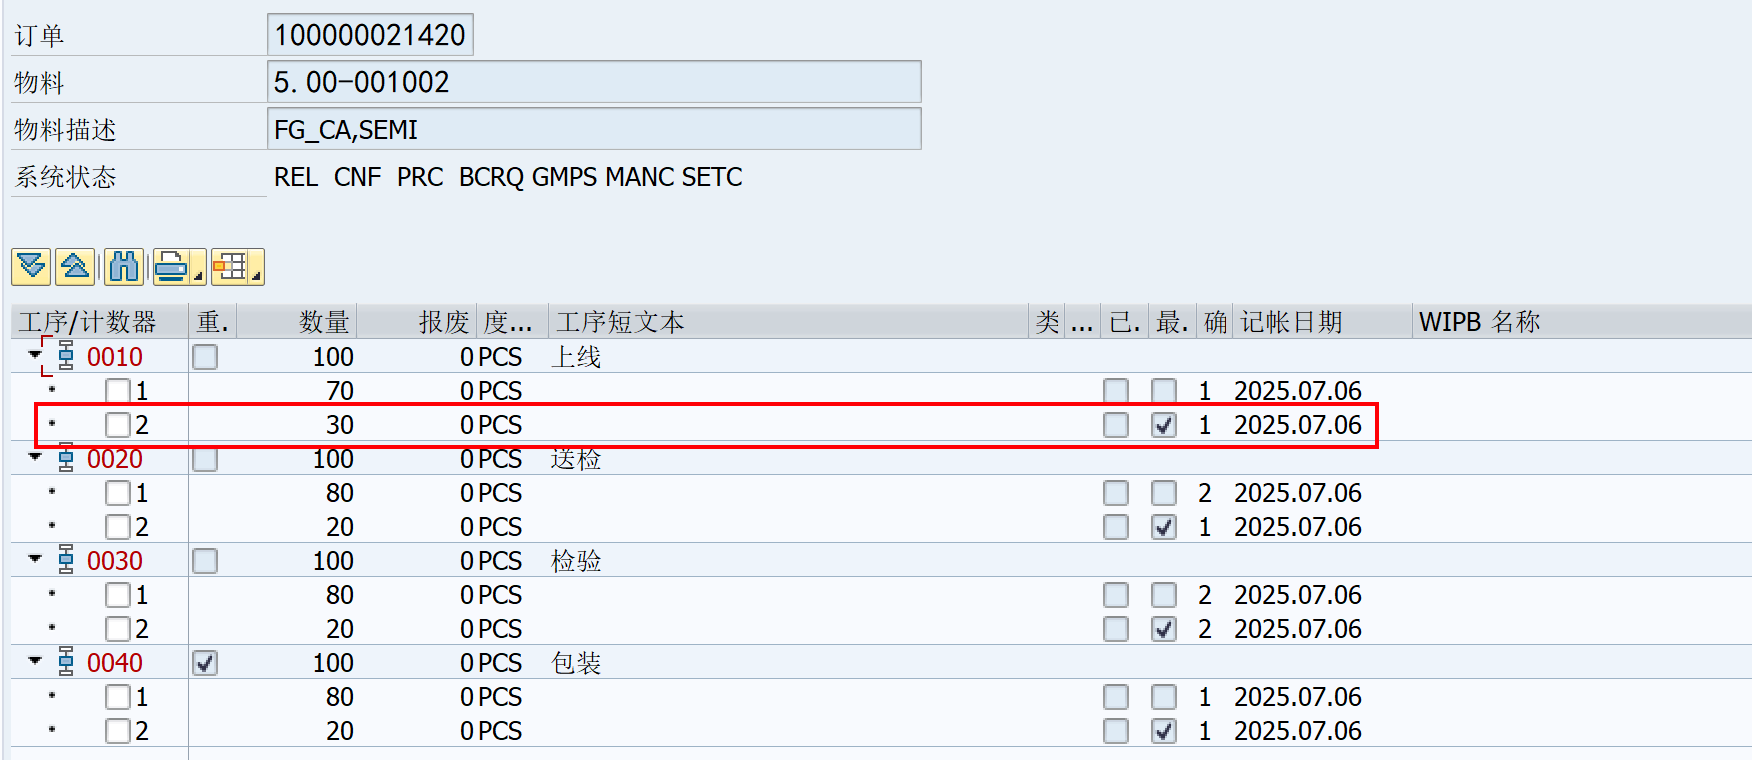 订单 100000021420
物料 5.00-001002
物料描述 FG_CA,SEMI
系统状态 REL CNF PRC BCRQ GMPS MANC SETC
工序/计数器 重. 数量 报废 度... 工序短文本 类 ... 已. 最. 确 记帐日期 WIPB 名称
0010 100 0 PCS 上线
1 70 0 PCS 1 2025.07.06
2 30 0 PCS 1 2025.07.06
0020 100 0 PCS 送检
1 80 0 PCS 2 2025.07.06
2 20 0 PCS 1 2025.07.06
0030 100 0 PCS 检验
1 80 0 PCS 2 2025.07.06
2 20 0 PCS 2 2025.07.06
0040 100 0 PCS 包装
1 80 0 PCS 1 2025.07.06
2 20 0 PCS 1 2025.07.06